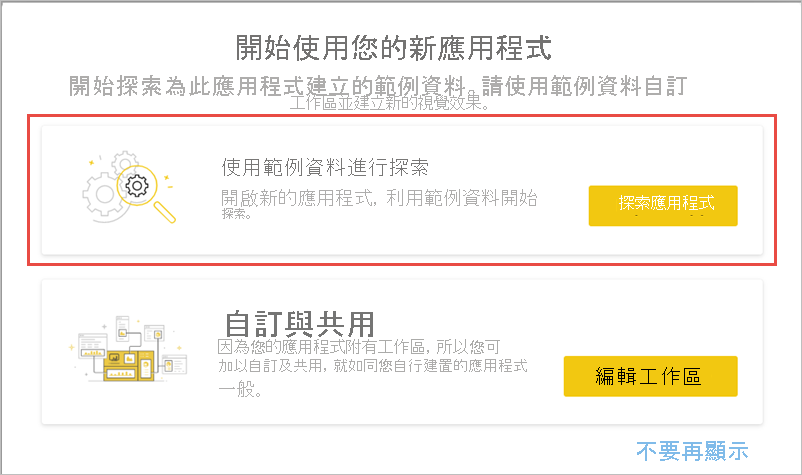 開始使用您的新應用程式
開始探索為此應用程式建立的範例資料。請使用範例資料自訂
工作區並建立新的視覺效果。
使用範例資料進行探索
開啟新的應用程式, 利用範例資料開始
探索。
探索應用程式
自訂與共用
因為您的應用程式附有工作區, 所以您可
加以自訂及共用, 就如同您自行建置的應用程式
一般。
編輯工作區
不要再顯示